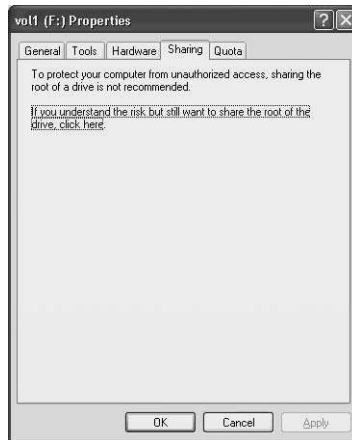 vol1 (F:) Properties
General Tools Hardware Sharing Quota
To protect your computer from unauthorized access, sharing the
root of a drive is not recommended.
If you understand the risk but still want to share the root of the
drive, click here.
OK Cancel Apply